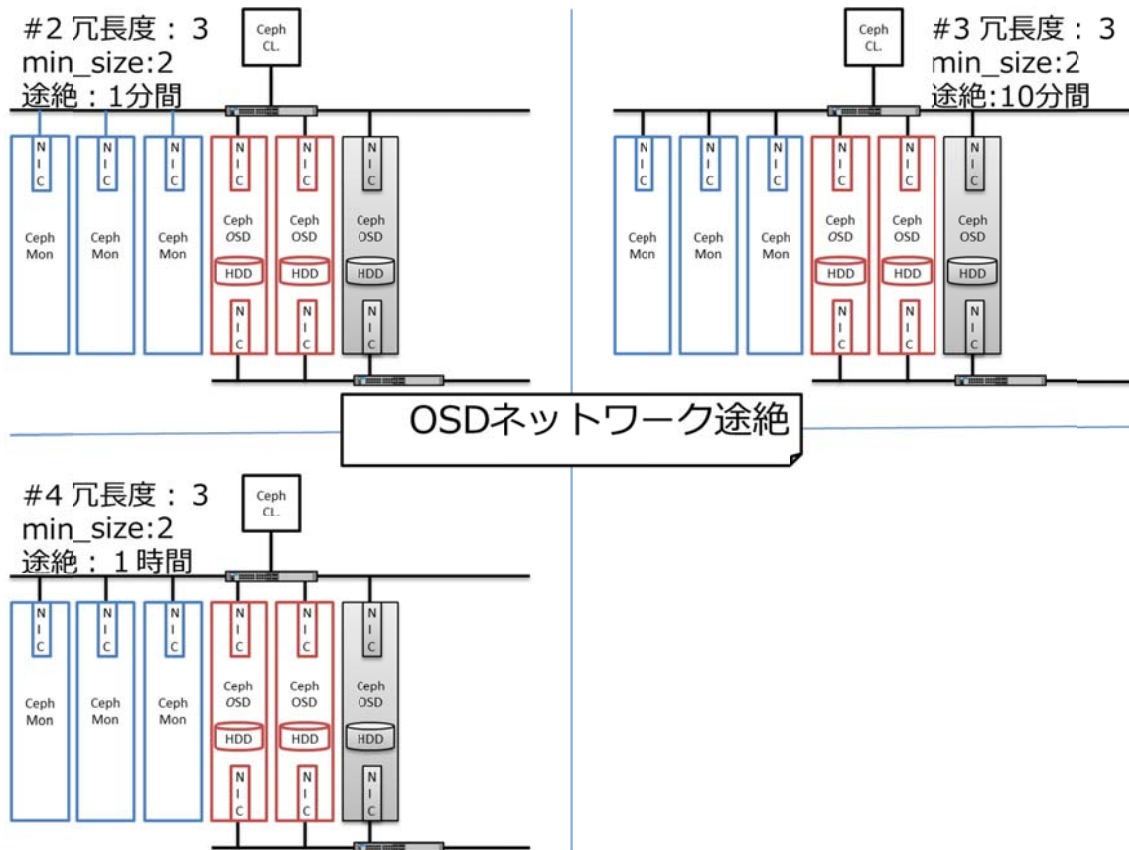 #2 冗長度：3
min_size:2
途絶：1分間
Ceph
CL.
N
I
C
N
I
C
N
I
C
N
I
C
N
I
C
N
I
C
Ceph
Mon
Ceph
Mon
Ceph
Mon
Ceph
OSD
Ceph
OSD
Ceph
OSD
HDD
HDD
HDD
N
I
C
N
I
C
N
I
C
Ceph
CL.
#3 冗長度：3
min_size:2
途絶:10分間
N
I
C
N
I
C
N
I
C
N
I
C
N
I
C
N
I
C
Ceph
Mon
Ceph
Mon
Ceph
Mon
Ceph
OSD
Ceph
OSD
Ceph
OSD
HDD
HDD
HDD
N
I
C
N
I
C
N
I
C
OSDネットワーク途絶
#4 冗長度：3
min_size:2
途絶：１時間
Ceph
CL.
N
I
C
N
I
C
N
I
C
N
I
C
N
I
C
N
I
C
Ceph
Mon
Ceph
Mon
Ceph
Mon
Ceph
OSD
Ceph
OSD
Ceph
OSD
HDD
HDD
HDD
N
I
C
N
I
C
N
I
C